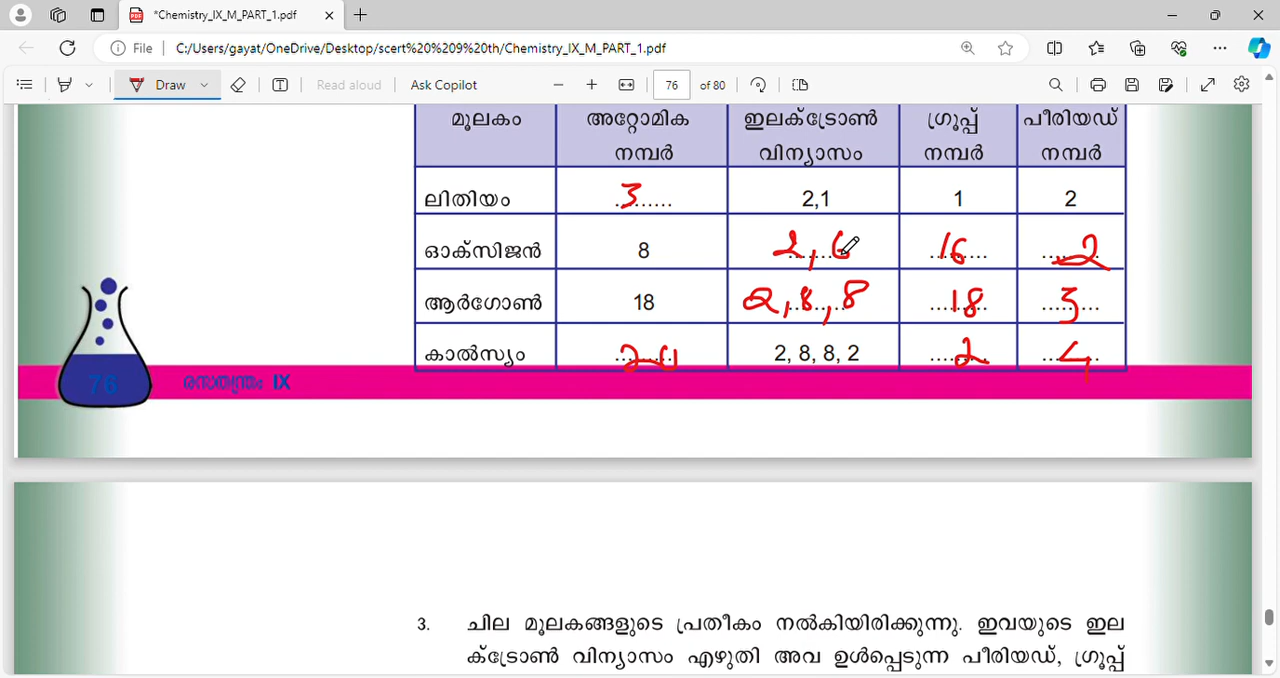 *Chemistry_IX_M_PART_1.pdf
File C:/Users/gayat/OneDrive/Desktop/scert%20%209%20th/Chemistry_IX_M_PART_1.pdf
Draw Read aloud Ask Copilot 76 of 80
മൂലകം അറ്റോമിക നമ്പർ ഇലക്ട്രോൺ വിന്യാസം ഗ്രൂപ്പ് നമ്പർ പീരിയഡ് നമ്പർ
ലിതിയം 3 2,1 1 2
ഓക്സിജൻ 8 2, 6 16 2
ആർഗോൺ 18 2, 8, 8 18 3
കാൽസ്യം 20 2, 8, 8, 2 2 4
76 രസതന്ത്രം IX
3. ചില മൂലകങ്ങളുടെ പ്രതീകം നൽകിയിരിക്കുന്നു. ഇവയുടെ ഇല
ക്ട്രോൺ വിന്യാസം എഴുതി അവ ഉൾപ്പെടുന്ന പീരിയഡ്, ഗ്രൂപ്പ്